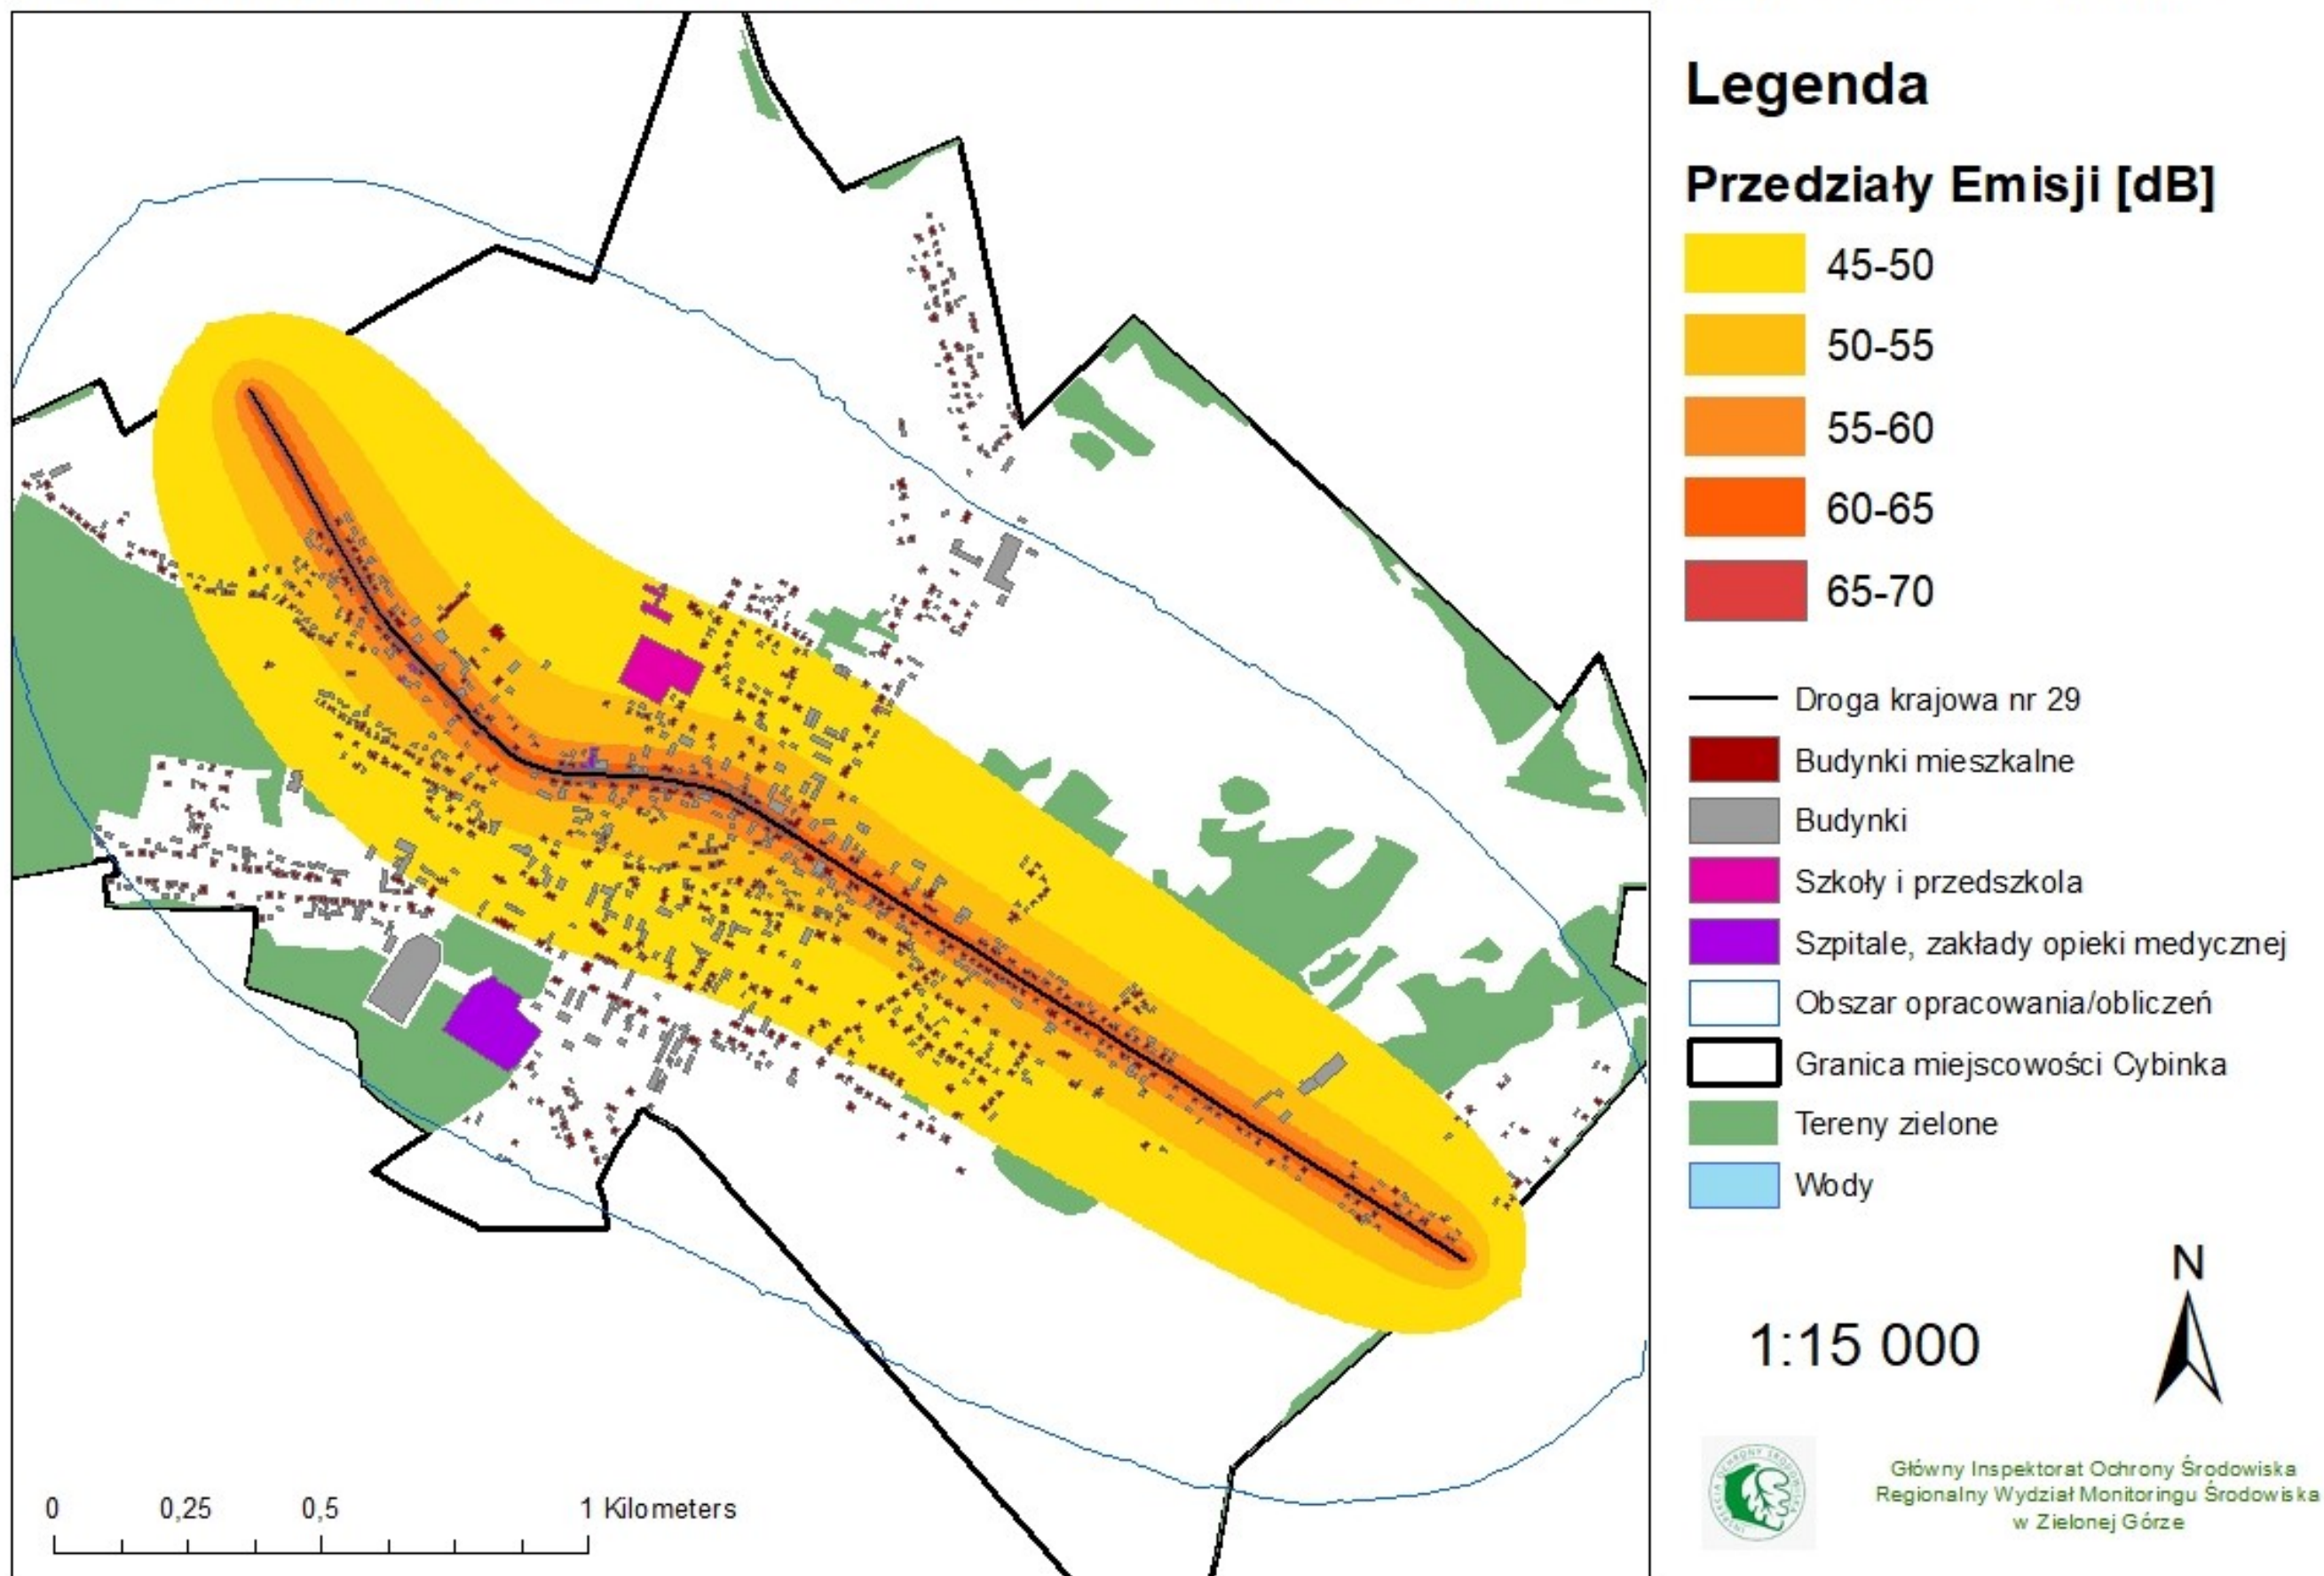 Legenda
Przedziały Emisji [dB]
45-50
50-55
55-60
60-65
65-70
Droga krajowa nr 29
Budynki mieszkalne
Budynki
Szkoły i przedszkola
Szpitale, zakłady opieki medycznej
Obszar opracowania/obliczeń
Granica miejscowości Cybinka
Tereny zielone
Wody
N
1:15 000
0 0,25 0,5 1 Kilometers
Główny Inspektorat Ochrony Środowiska
Regionalny Wydział Monitoringu Środowiska
w Zielonej Górze